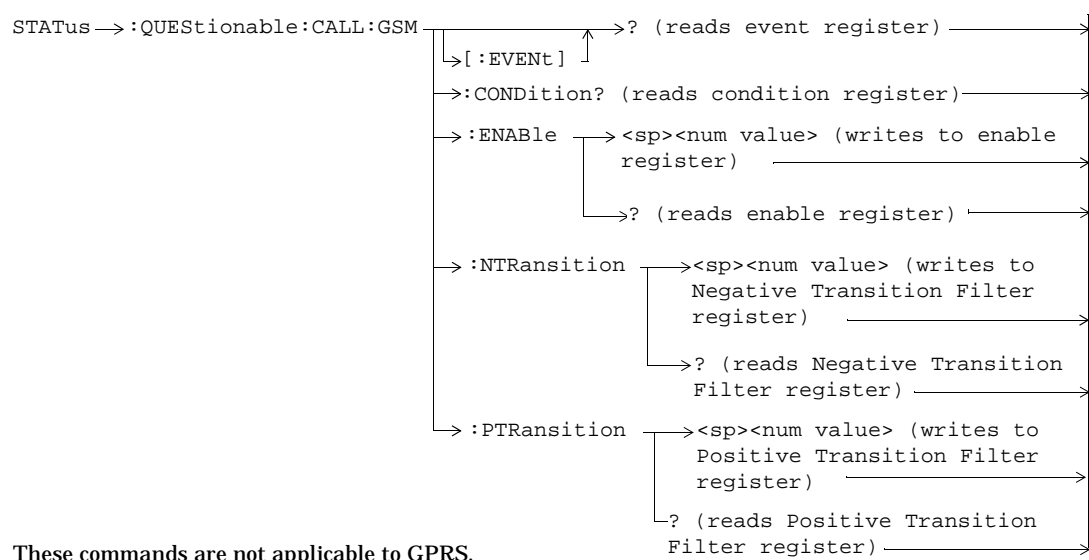 STATus :QUEStionable:CALL:GSM ? (reads event register)
[:EVENt]
:CONDition? (reads condition register)
:ENABle <sp><num value> (writes to enable
register)
? (reads enable register)
:NTRansition <sp><num value> (writes to
Negative Transition Filter
register)
? (reads Negative Transition
Filter register)
:PTRansition <sp><num value> (writes to
Positive Transition Filter
register)
? (reads Positive Transition
Filter register)
These commands are not applicable to GPRS.